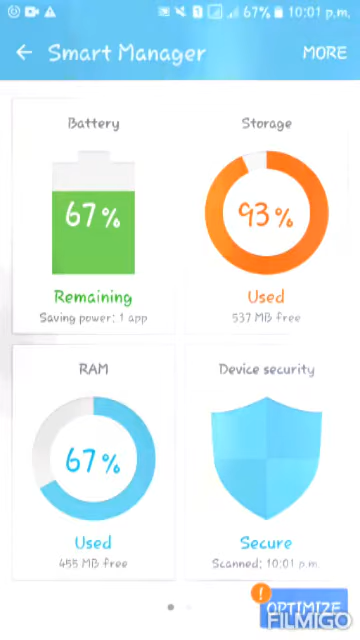 67% 10:01 p.m.
Smart Manager
MORE
Battery
67%
Remaining
Saving power: 1 app
Storage
93%
Used
537 MB free
RAM
67%
Used
455 MB free
Device security
Secure
Scanned: 10:01 p.m.
OPTIMIZE
FILMIGO